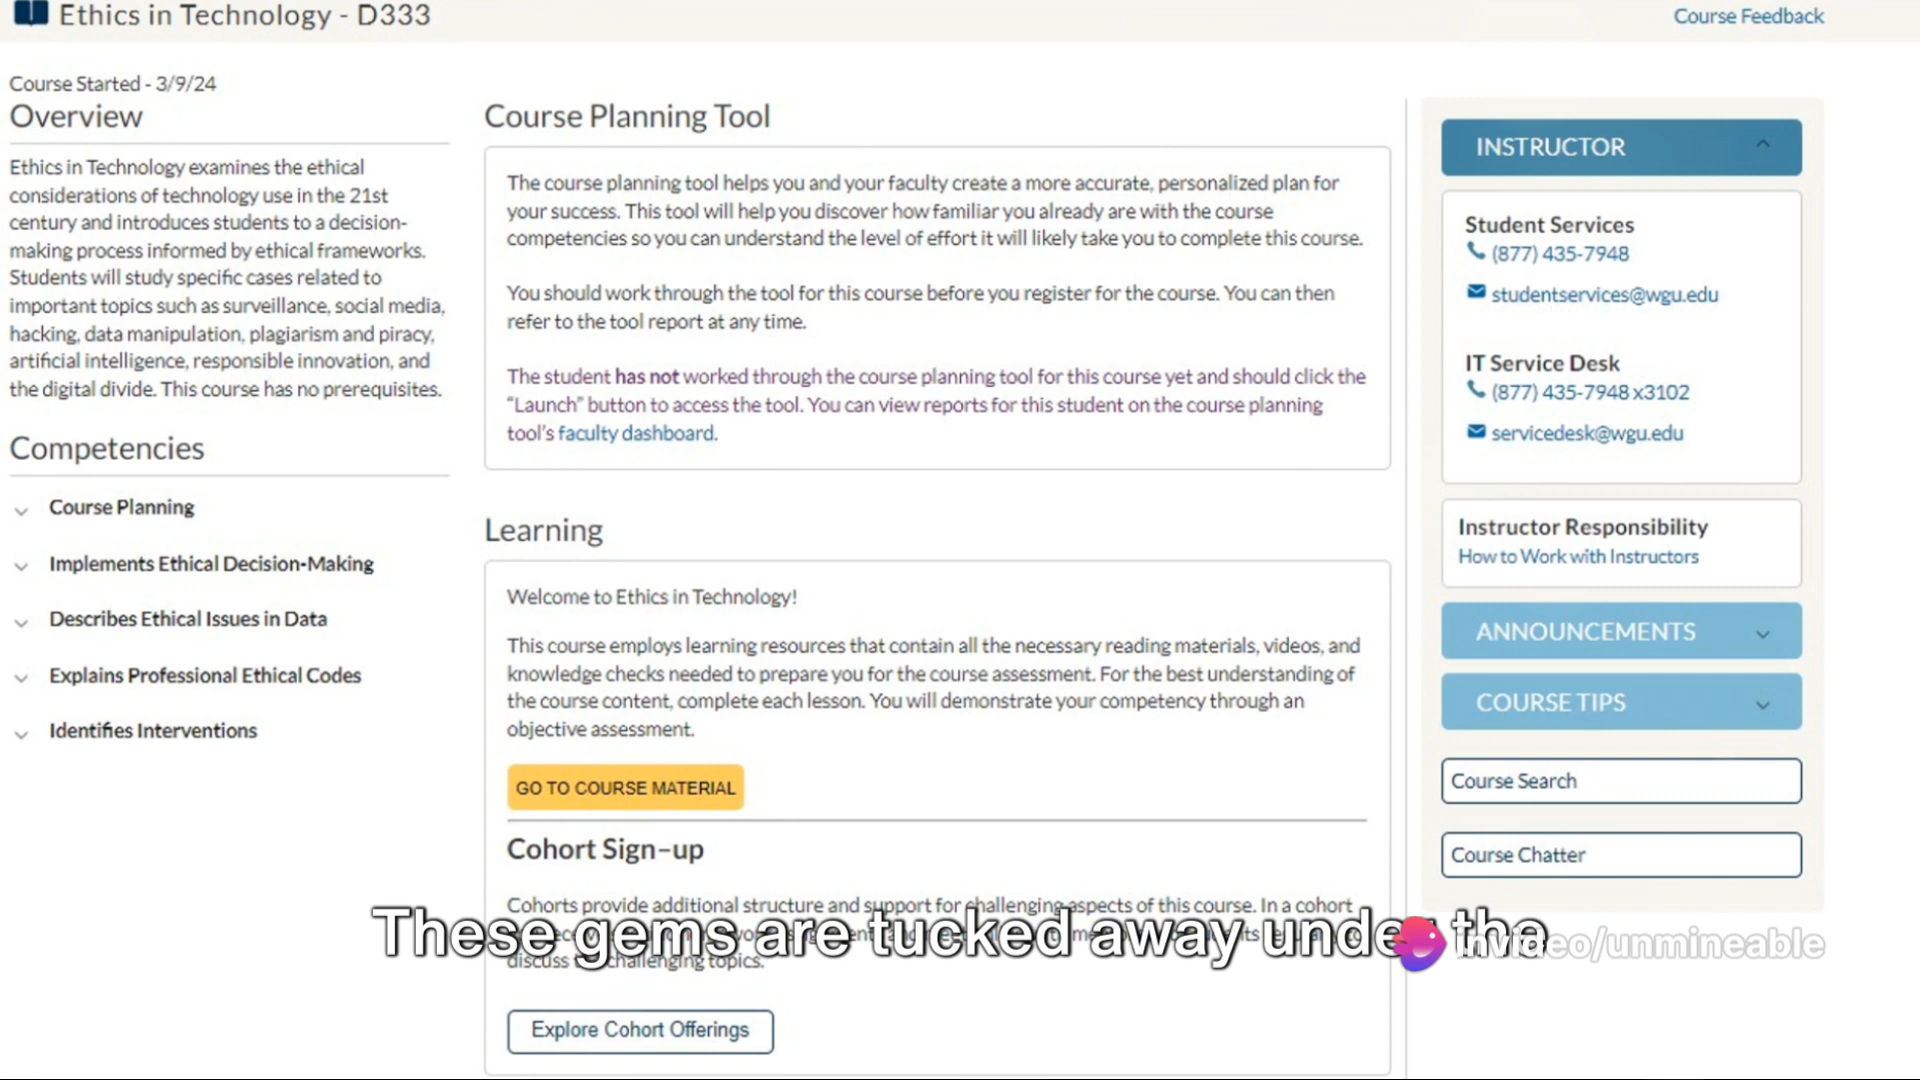 Ethics in Technology - D333
Course Feedback
Course Started - 3/9/24
Overview
Ethics in Technology examines the ethical
considerations of technology use in the 21st
century and introduces students to a decision-
making process informed by ethical frameworks.
Students will study specific cases related to
important topics such as surveillance, social media,
hacking, data manipulation, plagiarism and piracy,
artificial intelligence, responsible innovation, and
the digital divide. This course has no prerequisites.
Competencies
Course Planning
Implements Ethical Decision-Making
Describes Ethical Issues in Data
Explains Professional Ethical Codes
Identifies Interventions
Course Planning Tool
The course planning tool helps you and your faculty create a more accurate, personalized plan for
your success. This tool will help you discover how familiar you already are with the course
competencies so you can understand the level of effort it will likely take you to complete this course.
You should work through the tool for this course before you register for the course. You can then
refer to the tool report at any time.
The student has not worked through the course planning tool for this course yet and should click the
“Launch” button to access the tool. You can view reports for this student on the course planning
tool's faculty dashboard.
Learning
Welcome to Ethics in Technology!
This course employs learning resources that contain all the necessary reading materials, videos, and
knowledge checks needed to prepare you for the course assessment. For the best understanding of
the course content, complete each lesson. You will demonstrate your competency through an
objective assessment.
GO TO COURSE MATERIAL
Cohort Sign-up
Cohorts provide additional structure and support for challenging aspects of this course. In a cohort
discuss challenging topics.
Explore Cohort Offerings
INSTRUCTOR
Student Services
(877) 435-7948
studentservices@wgu.edu
IT Service Desk
(877) 435-7948 x3102
servicedesk@wgu.edu
Instructor Responsibility
How to Work with Instructors
ANNOUNCEMENTS
COURSE TIPS
Course Search
Course Chatter
These gems are tucked away under the
invideo/unmineable